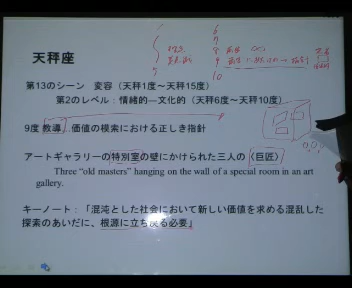 6
7
8
9
10
天秤座
第13のシーン 変容（天秤1度～天秤15度）
第2のレベル：情緒的―文化的（天秤6度～天秤10度）
9度 教導…価値の模索における正しき指針
アートギャラリーの特別室の壁にかけられた三人の〈巨匠〉
Three “old masters” hanging on the wall of a special room in an art
gallery.
キーノート：「混沌とした社会において新しい価値を求める混乱した
探索のあいだに、根源に立ち戻る必要」